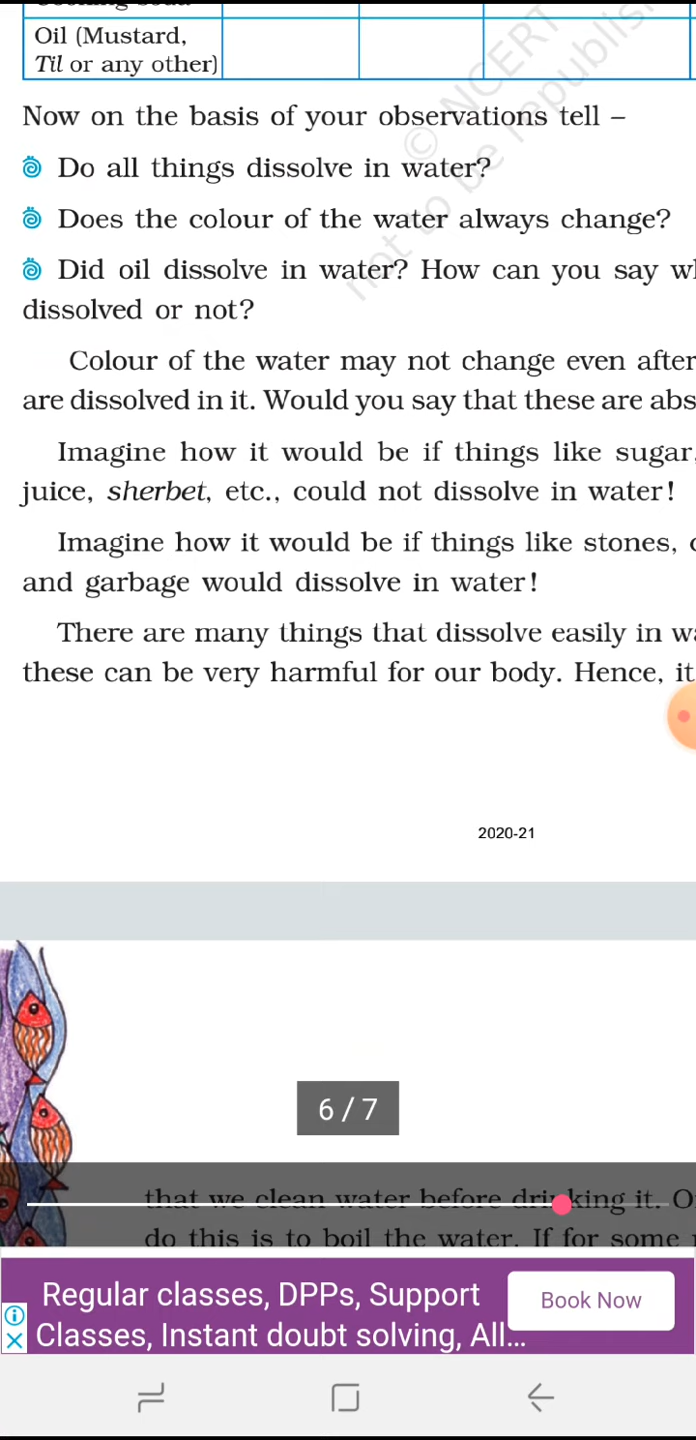 Oil (Mustard,
Til or any other)
© NCERT
not to be republis
Now on the basis of your observations tell –
Do all things dissolve in water?
Does the colour of the water always change?
Did oil dissolve in water? How can you say
dissolved or not?
Colour of the water may not change even after
are dissolved in it. Would you say that these are abs
Imagine how it would be if things like sugar,
juice, sherbet, etc., could not dissolve in water!
Imagine how it would be if things like stones,
and garbage would dissolve in water!
There are many things that dissolve easily in
these can be very harmful for our body. Hence, it
2020-21
6 / 7
that we clean water before drinking it. O
do this is to boil the water. If for some
Regular classes, DPPs, Support
Classes, Instant doubt solving, All...
Book Now